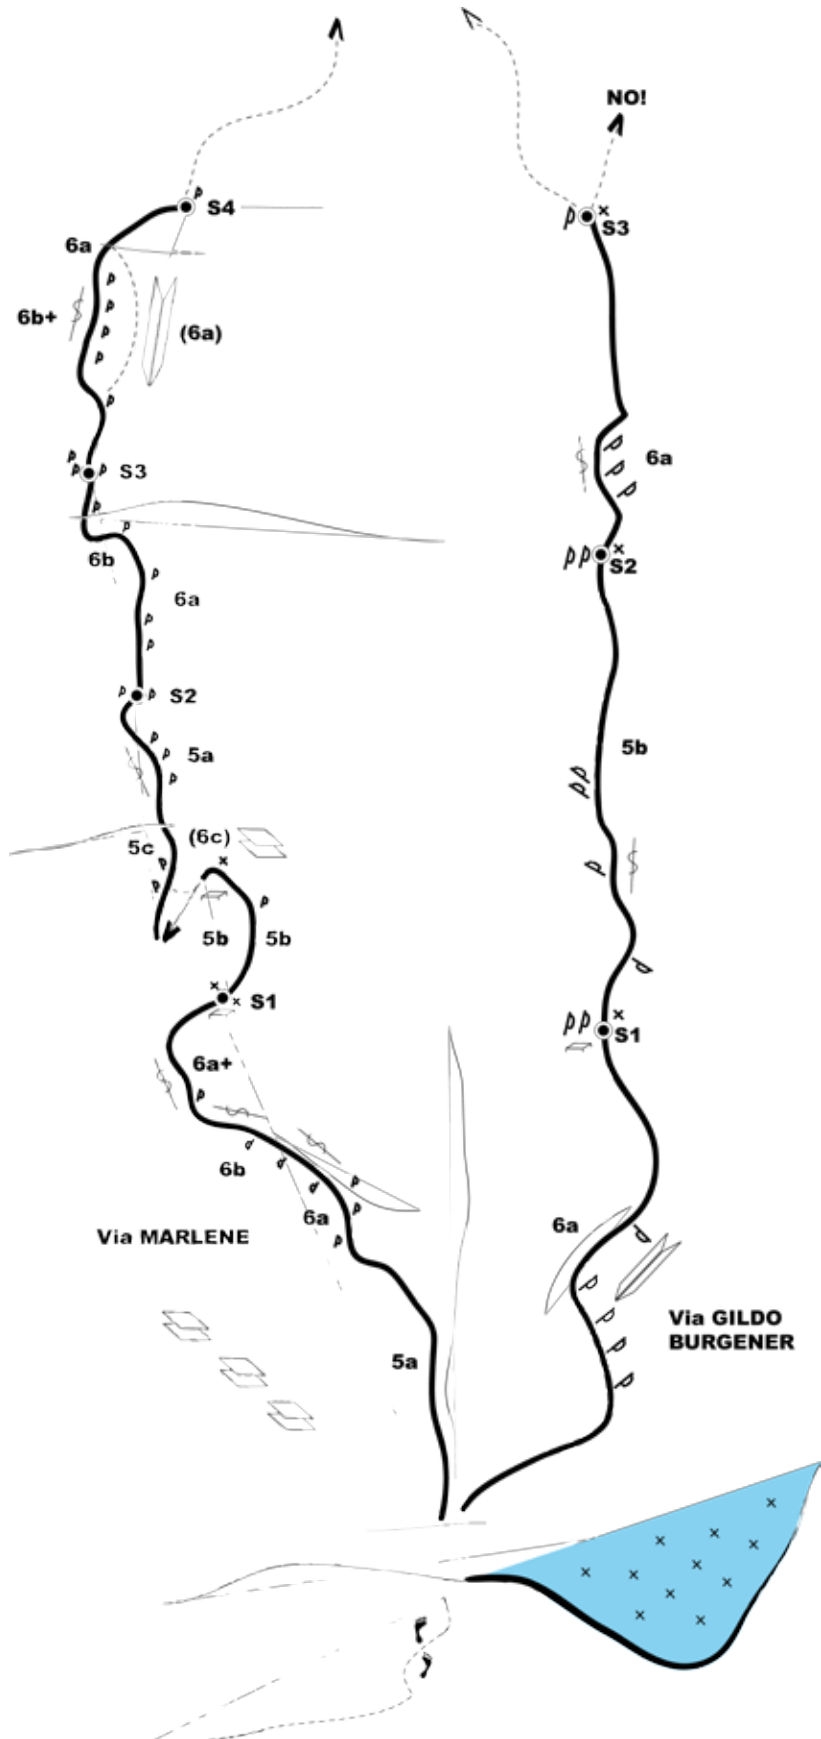 NO!
S4
S3
6a
6b+
(6a)
6a
S3
S2
6b
6a
S2
5b
5a
(6c)
5c
5b
5b
S1
S1
6a+
6b
6a
6a
Via MARLENE
Via GILDO
BURGENER
5a